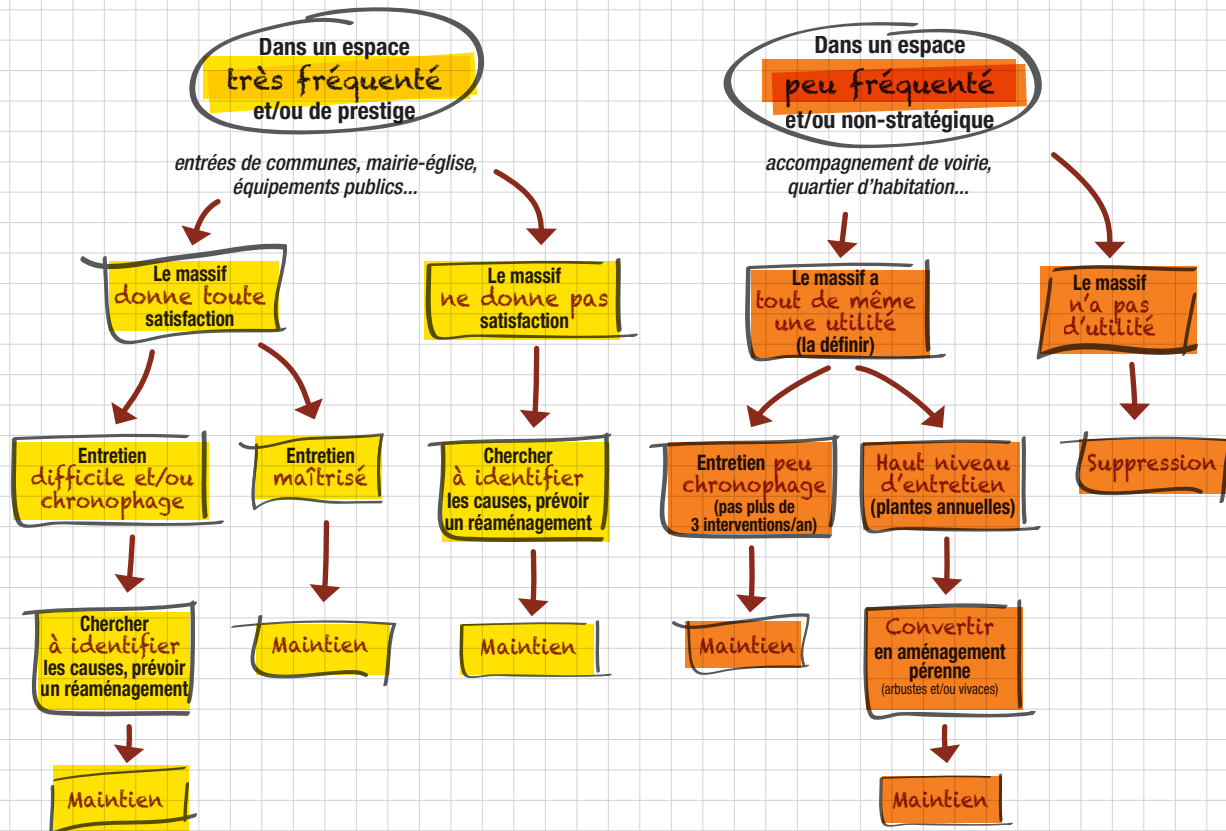 Dans un espace
très fréquenté
et/ou de prestige
entrées de communes, mairie-église,
équipements publics...
Le massif
donne toute
satisfaction
Le massif
ne donne pas
satisfaction
Entretien
difficile et/ou
chronophage
Entretien
maîtrisé
Chercher
à identifier
les causes, prévoir
un réaménagement
Chercher
à identifier
les causes, prévoir
un réaménagement
Maintien
Maintien
Maintien
Dans un espace
peu fréquenté
et/ou non-stratégique
accompagnement de voirie,
quartier d'habitation...
Le massif a
tout de même
une utilité
(la définir)
Le massif
n'a pas
d'utilité
Entretien peu
chronophage
(pas plus de
3 interventions/an)
Haut niveau
d'entretien
(plantes annuelles)
Suppression
Maintien
Convertir
en aménagement
pérenne
(arbustes et/ou vivaces)
Maintien